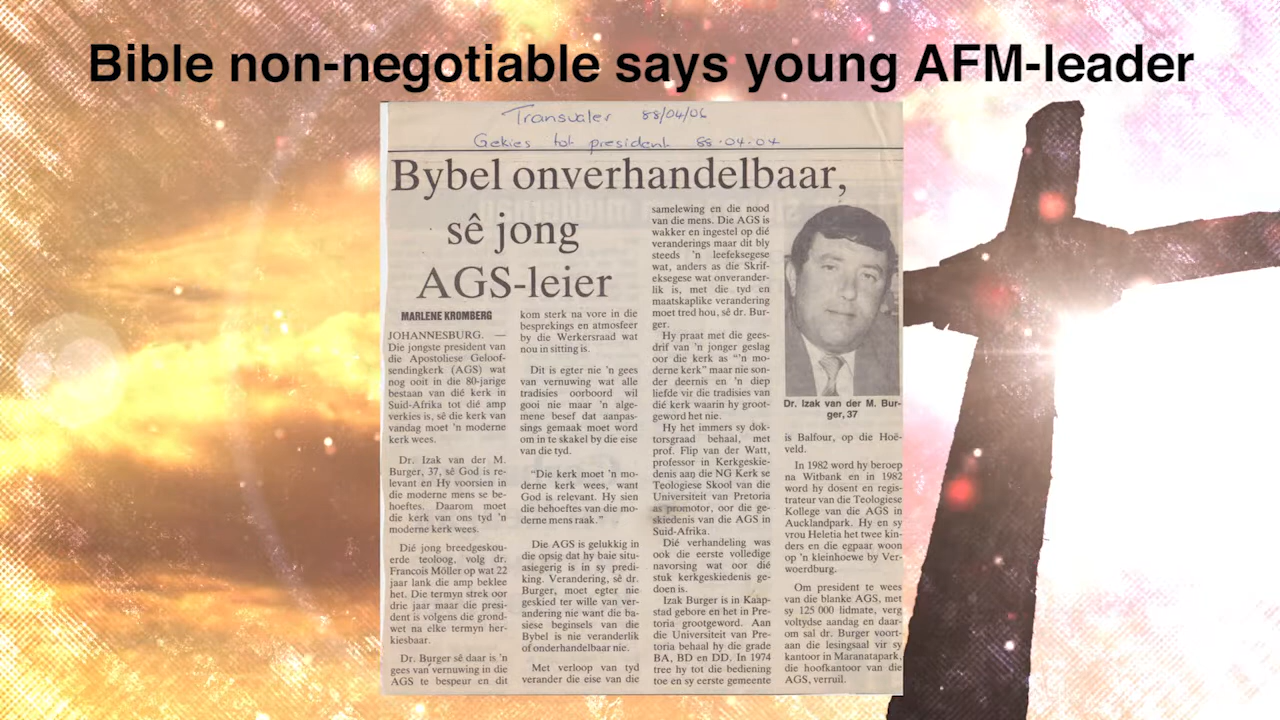 Bible non-negotiable says young AFM-leader
Transvaler 88/04/06
Gekies tot president 88-04-04
Bybel onverhandelbaar,
sê jong
AGS-leier
MARLENE KROMBERG
JOHANNESBURG. —
Die jongste president van
die Apostoliese Geloof-
sendingkerk (AGS) wat
nog ooit in die 80-jarige
bestaan van dié kerk in
Suid-Afrika tot dié amp
verkies is, sê die kerk van
vandag moet 'n moderne
kerk wees.
Dr. Izak van der M.
Burger, 37, sê God is re-
levant en Hy voorsien in
die moderne mens se be-
hoeftes. Daarom moet
die kerk van ons tyd 'n
moderne kerk wees.
Dié jong breedgeskou-
erde teoloog, volg dr.
Francois Möller op wat 22
jaar lank die amp beklee
het. Die termyn strek oor
drie jaar maar die presi-
dent is volgens die grond-
wet na elke termyn her-
kiesbaar.
Dr. Burger sê daar is 'n
gees van vernuwing in die
AGS te bespeur en dit
kom sterk na vore in die
besprekings en atmosfeer
by die Werkersraad wat
nou in sitting is.
Dit is egter nie 'n gees
van vernuwing wat alle
tradisies oorboord wil
gooi nie maar 'n alge-
mene besef dat aanpas-
sings gemaak moet word
om in te skakel by die eise
van die tyd.
"Die kerk moet 'n mo-
derne kerk wees, want
God is relevant. Hy sien
die behoeftes van die mo-
derne mens raak."
Die AGS is gelukkig in
die opsig dat hy baie situ-
asiegerig is in sy predi-
king. Verandering, sê dr.
Burger, moet egter nie
geskied ter wille van ver-
andering nie want die ba-
siese beginsels van die
Bybel is nie veranderlik
of onderhandelbaar nie.
Met verloop van tyd
verander die eise van die
samelewing en die nood
van die mens. Die AGS is
wakker en ingestel op dié
veranderings maar dit bly
steeds 'n leefeksegese
wat, anders as die Skrif-
eksegese wat onverander-
lik is, met die tyd en
maatskaplike verandering
moet tred hou, sê dr. Bur-
ger.
Hy praat met die gees-
drif van 'n jonger geslag
oor die kerk as "'n mo-
derne kerk" maar nie son-
der deernis en 'n diep
liefde vir die tradisies van
dié kerk waarin hy groot-
geword het nie.
Hy het immers sy dok-
torsgraad behaal, met
prof. Flip van der Watt,
professor in Kerkgeskie-
denis aan die NG Kerk se
Teologiese Skool van die
Universiteit van Pretoria
as promotor, oor die ge-
skiedenis van die AGS in
Suid-Afrika.
Dié verhandeling was
ook die eerste volledige
navorsing wat oor dié
stuk kerkgeskiedenis ge-
doen is.
Izak Burger is in Kaap-
stad gebore en het in Pre-
toria grootgeword. Aan
die Universiteit van Pre-
toria behaal hy die grade
BA, BD en DD. In 1974
tree hy tot die bediening
toe en sy eerste gemeente
Dr. Izak van der M. Bur-
ger, 37
is Balfour, op die Hoë-
veld.
In 1982 word hy beroep
na Witbank en in 1982
word hy dosent en regis-
trateur van die Teologiese
Kollege van die AGS in
Aucklandpark. Hy en sy
vrou Heletia het twee kin-
ders en die egpaar woon
op 'n kleinhoewe by Ver-
woerdburg.
Om president te wees
van die blanke AGS, met
sy 125 000 lidmate, verg
voltydse aandag en daar-
om sal dr. Burger voort-
aan die lesingsaal vir sy
kantoor in Maranatapark,
die hoofkantoor van die
AGS, verruil.